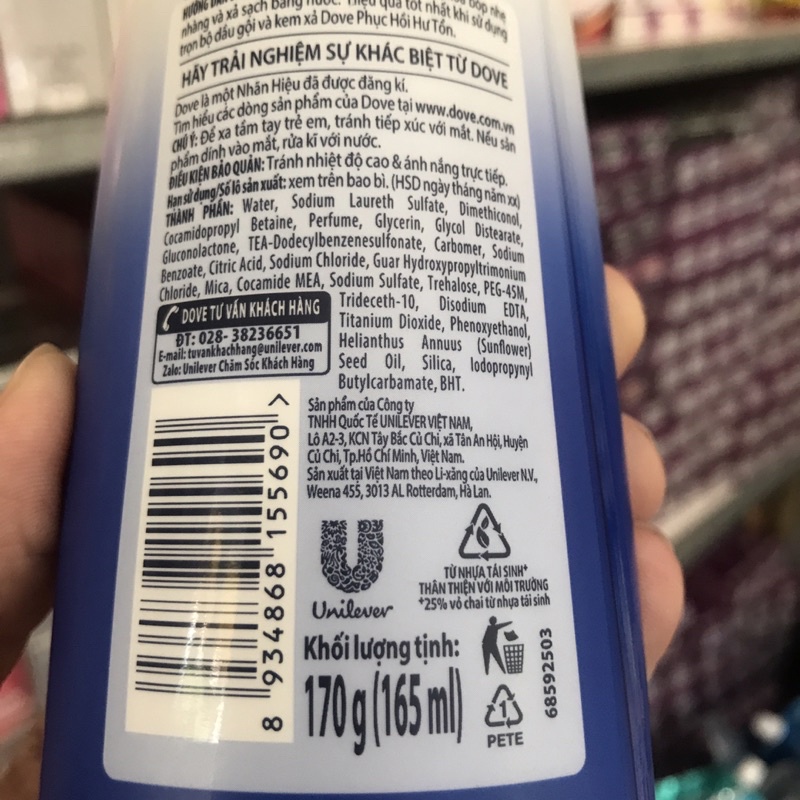 nhàng và xả sạch bằng nước. Hiệu quả tốt nhất khi sử dụng
trọn bộ dầu gội và kem xả Dove Phục Hồi Hư Tổn.
HÃY TRẢI NGHIỆM SỰ KHÁC BIỆT TỪ DOVE
Dove là một Nhãn Hiệu đã được đăng kí.
Tìm hiểu các dòng sản phẩm của Dove tại www.dove.com.vn
CHÚ Ý: Để xa tầm tay trẻ em, tránh tiếp xúc với mắt. Nếu sản
phẩm dính vào mắt, rửa kĩ với nước.
ĐIỀU KIỆN BẢO QUẢN: Tránh nhiệt độ cao & ánh nắng trực tiếp.
Hạn sử dụng/Số lô sản xuất: xem trên bao bì. (HSD ngày tháng năm xx)
THÀNH PHẦN: Water, Sodium Laureth Sulfate, Dimethiconol,
Cocamidopropyl Betaine, Perfume, Glycerin, Glycol Distearate,
Gluconolactone, TEA-Dodecylbenzenesulfonate, Carbomer, Sodium
Benzoate, Citric Acid, Sodium Chloride, Guar Hydroxypropyltrimonium
Chloride, Mica, Cocamide MEA, Sodium Sulfate, Trehalose, PEG-45M,
Trideceth-10, Disodium EDTA,
Titanium Dioxide, Phenoxyethanol,
Helianthus Annuus (Sunflower)
Seed Oil, Silica, Iodopropynyl
Butylcarbamate, BHT.
DOVE TƯ VẤN KHÁCH HÀNG
ĐT: 028- 38236651
E-mail: tuvankhachhang@unilever.com
Zalo: Unilever Chăm Sóc Khách Hàng
Sản phẩm của Công ty
TNHH Quốc Tế UNILEVER VIỆT NAM,
Lô A2-3, KCN Tây Bắc Củ Chi, xã Tân An Hội, Huyện
Củ Chi, Tp.Hồ Chí Minh, Việt Nam.
Sản xuất tại Việt Nam theo Li-xăng của Unilever N.V.,
Weena 455, 3013 AL Rotterdam, Hà Lan.
8 934868 155690 >
Unilever
TỪ NHỰA TÁI SINH*
THÂN THIỆN VỚI MÔI TRƯỜNG
*25% vỏ chai từ nhựa tái sinh
Khối lượng tịnh:
170 g (165 ml)
1
PETE
68592503